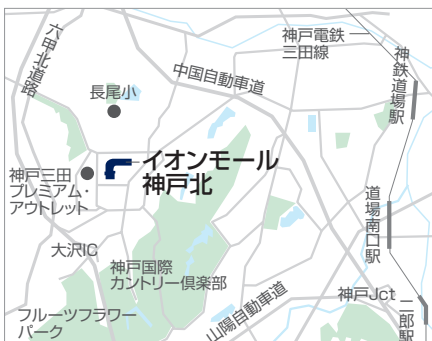 六甲北道路
神戸電鉄
三田線
神鉄道場駅
中国自動車道
長尾小
イオンモール
神戸北
神戸三田
プレミアム・
アウトレット
道場南口駅
大沢IC
神戸国際
カントリー倶楽部
神戸Jct
山陽自動車道
二郎駅
フルーツフラワー
パーク